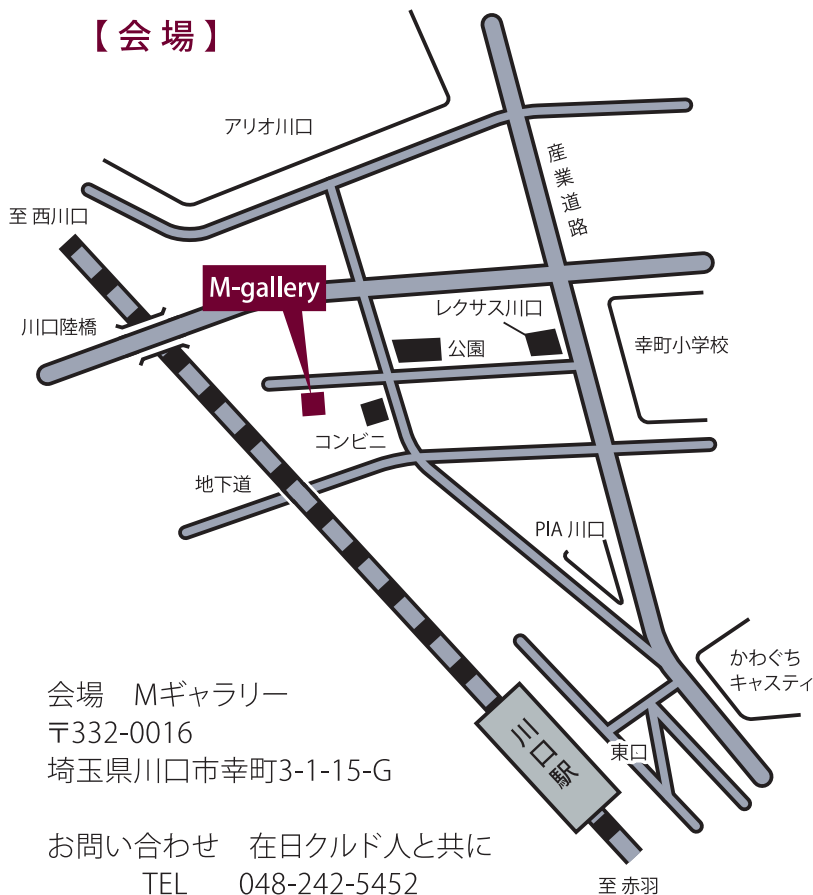 【会場】
アリオ川口
産業道路
至 西川口
M-gallery
レクサス川口
川口陸橋
公園
幸町小学校
コンビニ
地下道
PIA 川口
かわぐち
キャスティ
会場　Mギャラリー
〒332-0016
埼玉県川口市幸町3-1-15-G
川口駅
東口
お問い合わせ　在日クルド人と共に
TEL　048-242-5452
至 赤羽